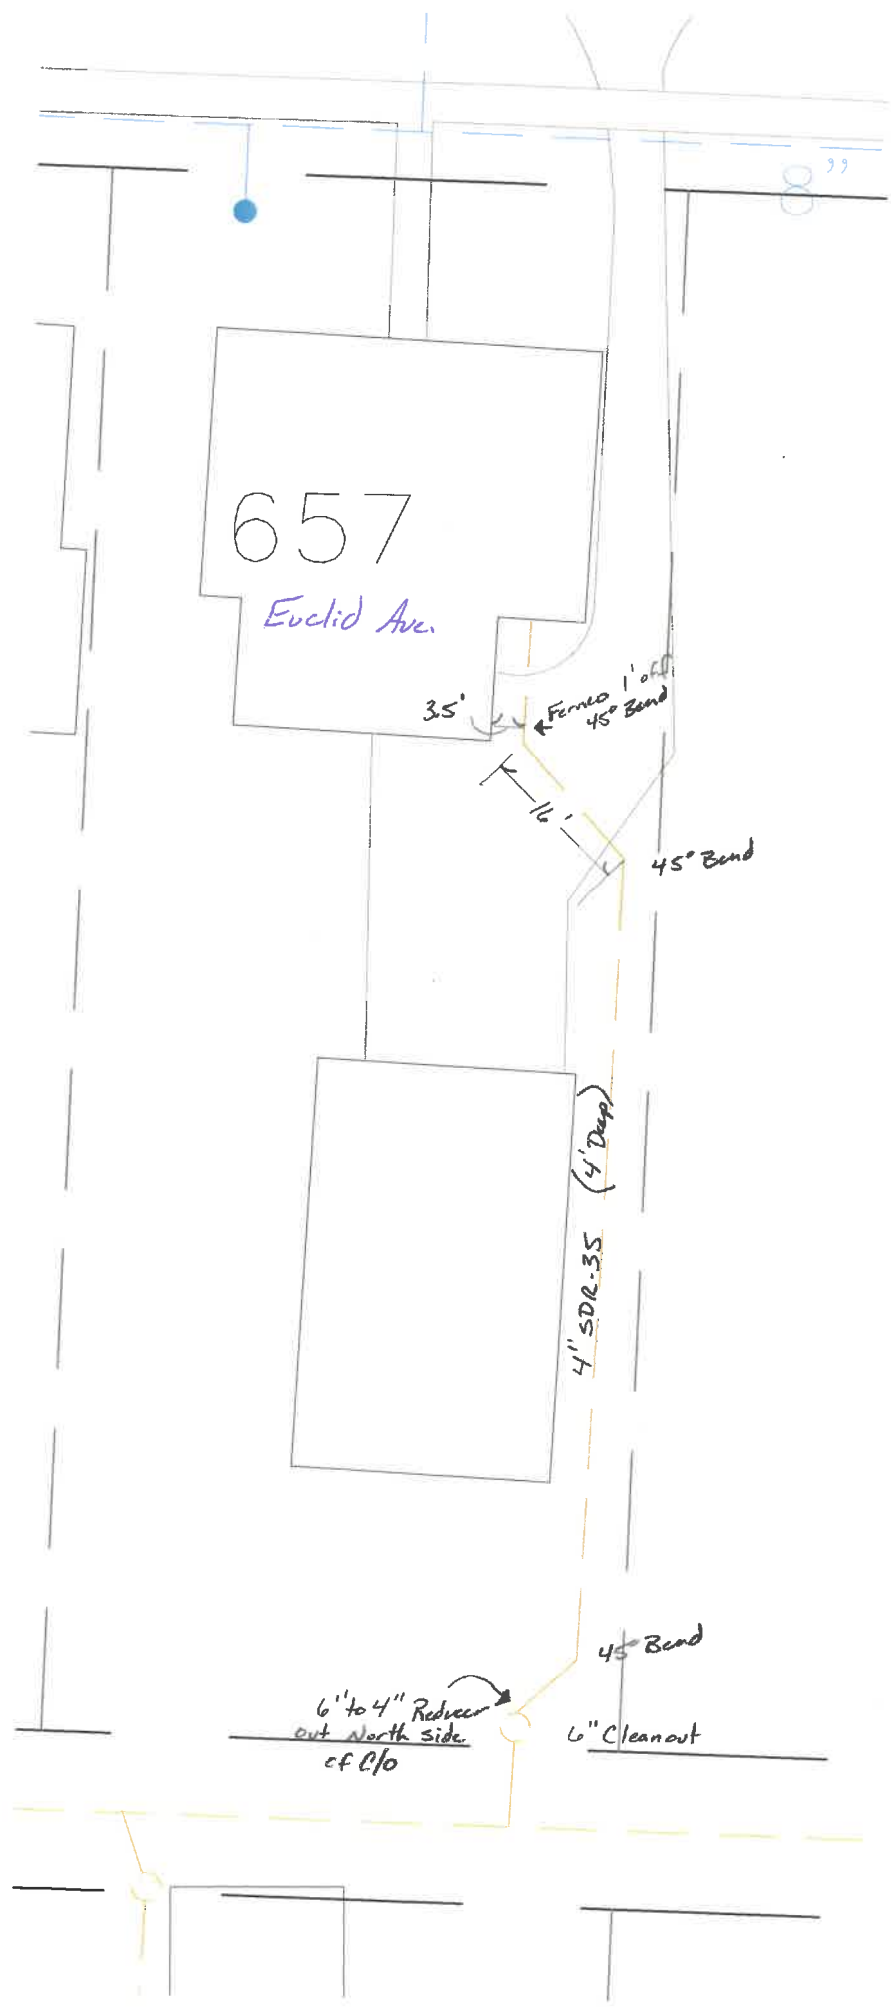 8"
657
Euclid Ave.
3.5'
Fernco 1' off
45° Bend
16'
45° Bend
(4' Deep)
4" SDR-35
45° Bend
6" to 4" Reducer
out North side
of C/O
6" Cleanout